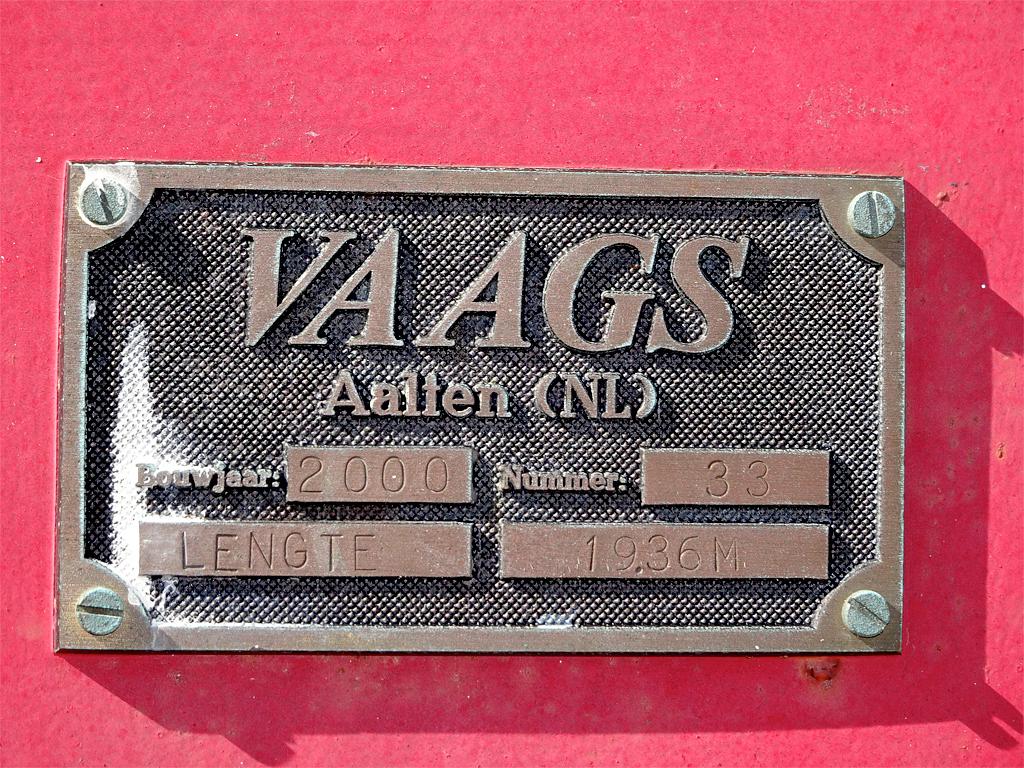 VAAGS
Aalten (NL)
Bouwjaar: 2000 Nummer: 33
LENGTE 19.36M